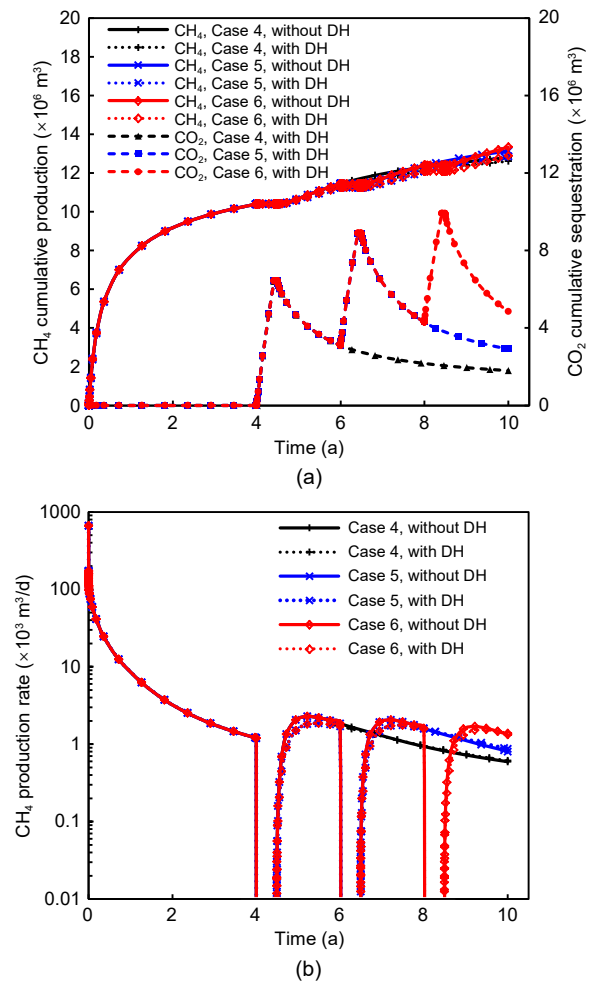 20
18
16
14
12
10
8
6
4
2
0
CH₄ cumulative production (×10⁶ m³)
CH₄, Case 4, without DH
CH₄, Case 4, with DH
CH₄, Case 5, without DH
CH₄, Case 5, with DH
CH₄, Case 6, without DH
CH₄, Case 6, with DH
CO₂, Case 4, with DH
CO₂, Case 5, with DH
CO₂, Case 6, with DH
20
16
12
8
4
0
CO₂ cumulative sequestration (×10⁶ m³)
0 2 4 6 8 10
Time (a)
(a)
1000
100
10
1
0.1
0.01
CH₄ production rate (×10³ m³/d)
Case 4, without DH
Case 4, with DH
Case 5, without DH
Case 5, with DH
Case 6, without DH
Case 6, with DH
0 2 4 6 8 10
Time (a)
(b)